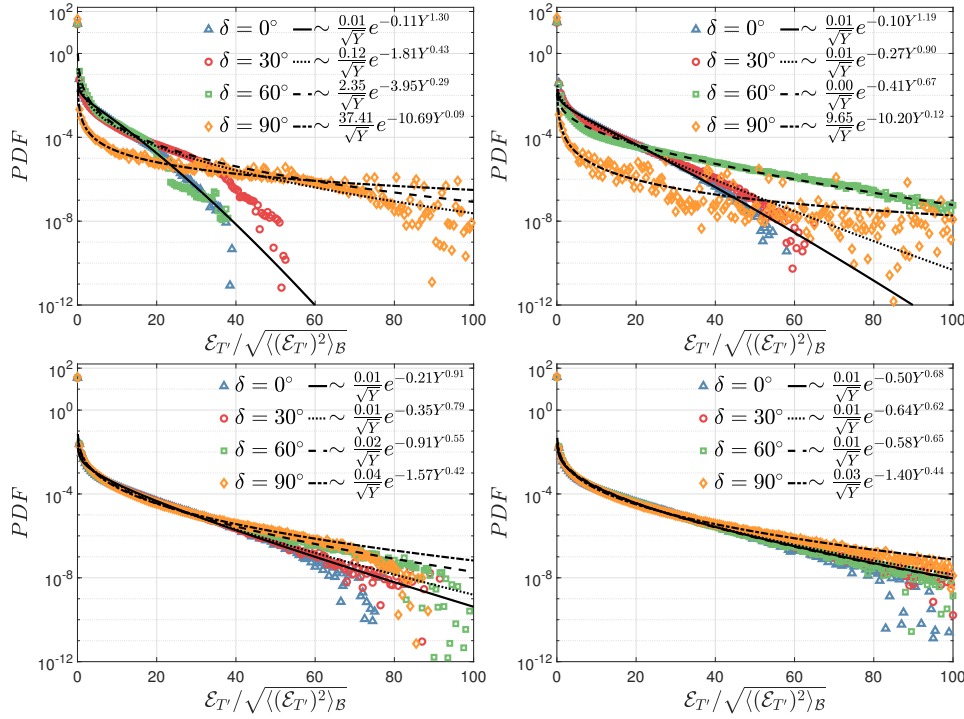 δ = 0° ∼ 0.01/√Y e^{-0.11Y^{1.30}}
δ = 30° ∼ 0.12/√Y e^{-1.81Y^{0.43}}
δ = 60° ∼ 2.35/√Y e^{-3.95Y^{0.29}}
δ = 90° ∼ 37.41/√Y e^{-10.69Y^{0.09}}
PDF
10^2
10^0
10^{-4}
10^{-8}
10^{-12}
0 20 40 60 80 100
ℰ_{T′}/√⟨(ℰ_{T′})^2⟩_ℬ
δ = 0° ∼ 0.01/√Y e^{-0.10Y^{1.19}}
δ = 30° ∼ 0.01/√Y e^{-0.27Y^{0.90}}
δ = 60° ∼ 0.00/√Y e^{-0.41Y^{0.67}}
δ = 90° ∼ 9.65/√Y e^{-10.20Y^{0.12}}
PDF
10^2
10^0
10^{-4}
10^{-8}
10^{-12}
0 20 40 60 80 100
ℰ_{T′}/√⟨(ℰ_{T′})^2⟩_ℬ
δ = 0° ∼ 0.01/√Y e^{-0.21Y^{0.91}}
δ = 30° ∼ 0.01/√Y e^{-0.35Y^{0.79}}
δ = 60° ∼ 0.02/√Y e^{-0.91Y^{0.55}}
δ = 90° ∼ 0.04/√Y e^{-1.57Y^{0.42}}
PDF
10^2
10^0
10^{-4}
10^{-8}
10^{-12}
0 20 40 60 80 100
ℰ_{T′}/√⟨(ℰ_{T′})^2⟩_ℬ
δ = 0° ∼ 0.01/√Y e^{-0.50Y^{0.68}}
δ = 30° ∼ 0.01/√Y e^{-0.64Y^{0.62}}
δ = 60° ∼ 0.01/√Y e^{-0.58Y^{0.65}}
δ = 90° ∼ 0.03/√Y e^{-1.40Y^{0.44}}
PDF
10^2
10^0
10^{-4}
10^{-8}
10^{-12}
0 20 40 60 80 100
ℰ_{T′}/√⟨(ℰ_{T′})^2⟩_ℬ